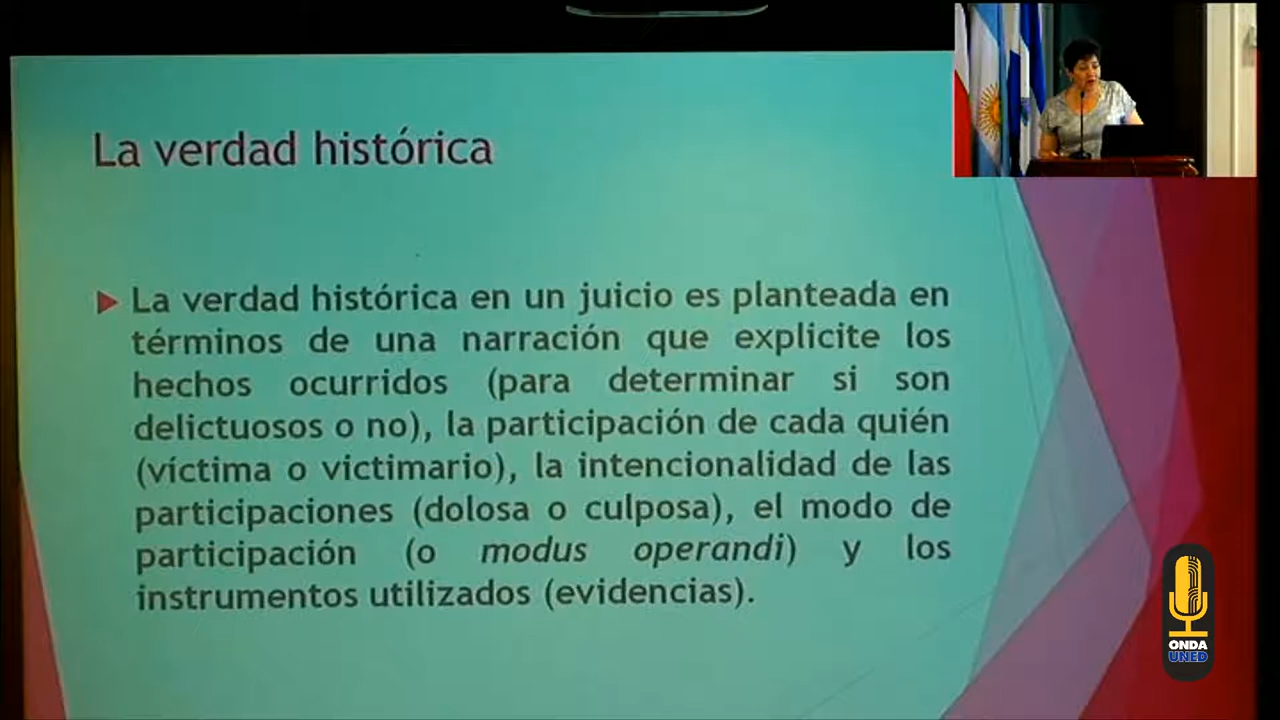 La verdad histórica
La verdad histórica en un juicio es planteada en
términos de una narración que explicite los
hechos ocurridos (para determinar si son
delictuosos o no), la participación de cada quién
(víctima o victimario), la intencionalidad de las
participaciones (dolosa o culposa), el modo de
participación (o modus operandi) y los
instrumentos utilizados (evidencias).
ONDA
UNED